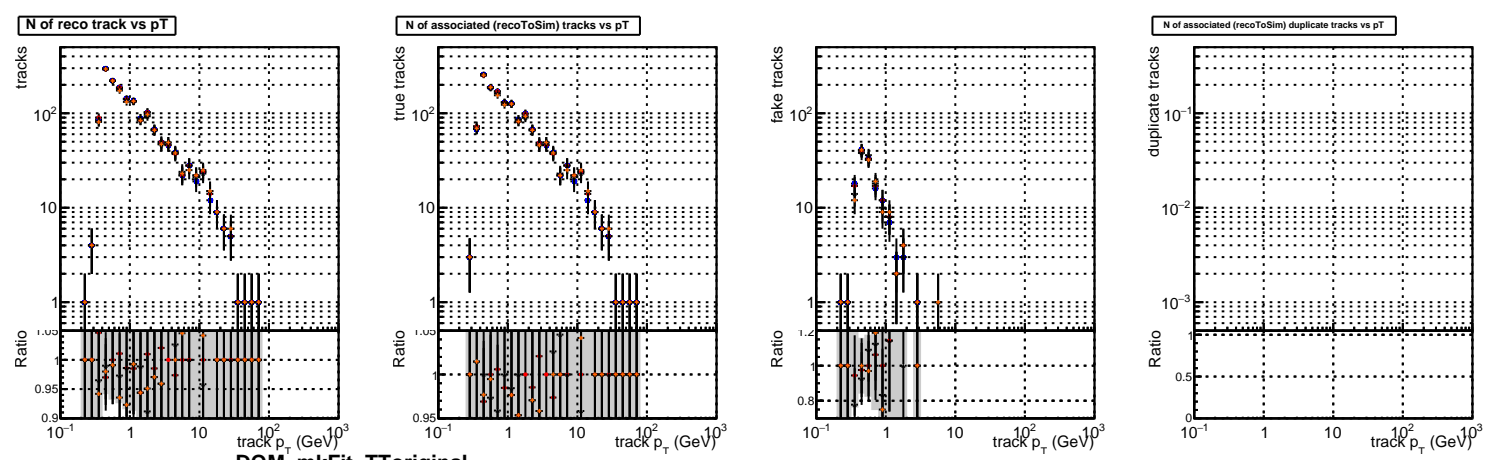 N of reco track vs pT
N of associated (recoToSim) tracks vs pT
N of associated (recoToSim) duplicate tracks vs pT
tracks
10²
10
1
Ratio
1.05
1
0.95
0.9
10⁻¹ 1 10 10² 10³
track p_T (GeV)
true tracks
10²
10
1
Ratio
1.05
1
0.95
10⁻¹ 1 10 10² 10³
track p_T (GeV)
fake tracks
10²
10
1
Ratio
1.2
1
0.8
10⁻¹ 1 10 10² 10³
track p_T (GeV)
duplicate tracks
10⁻¹
10⁻²
10⁻³
Ratio
1
0.5
0
10⁻¹ 1 10 10² 10³
track p_T (GeV)